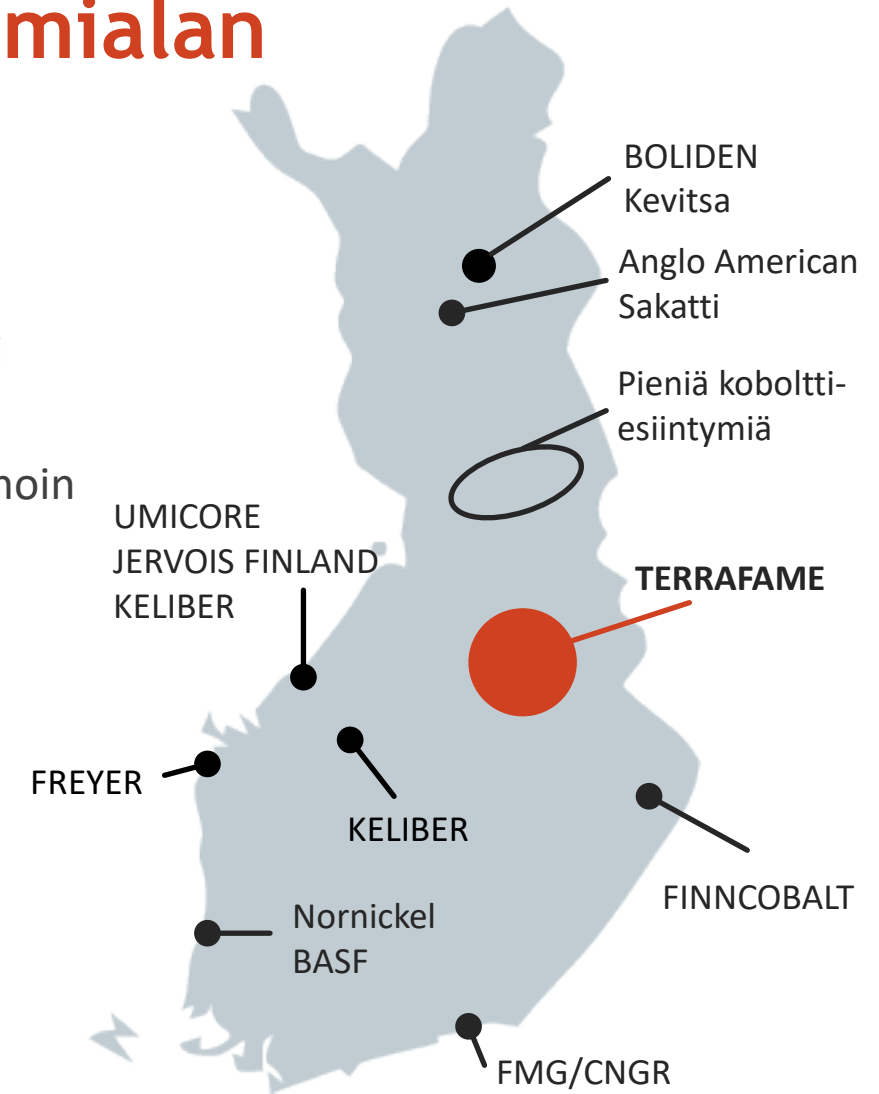 mialan
BOLIDEN
Kevitsa
Anglo American
Sakatti
Pieniä koboltti-
esiintymiä
noin
UMICORE
JERVOIS FINLAND
KELIBER
TERRAFAME
FREYER
KELIBER
FINNCOBALT
Nornickel
BASF
FMG/CNGR